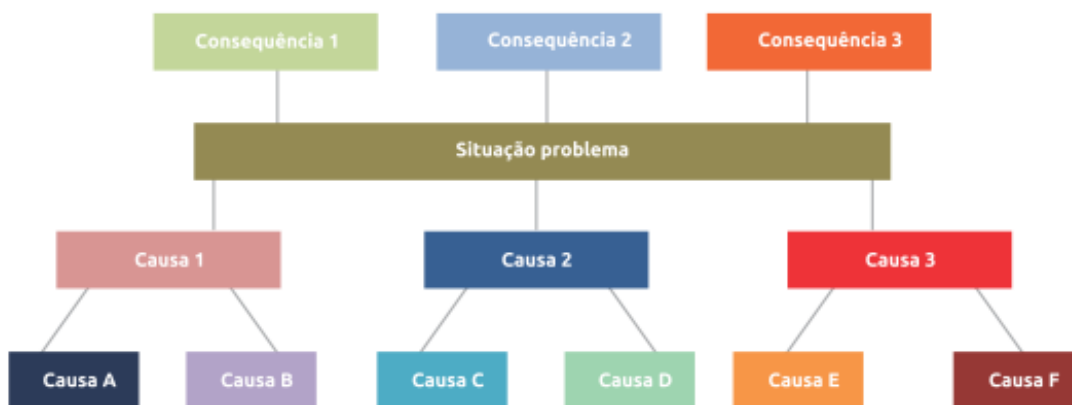 Consequência 1
Consequência 2
Consequência 3
Situação problema
Causa 1
Causa 2
Causa 3
Causa A
Causa B
Causa C
Causa D
Causa E
Causa F